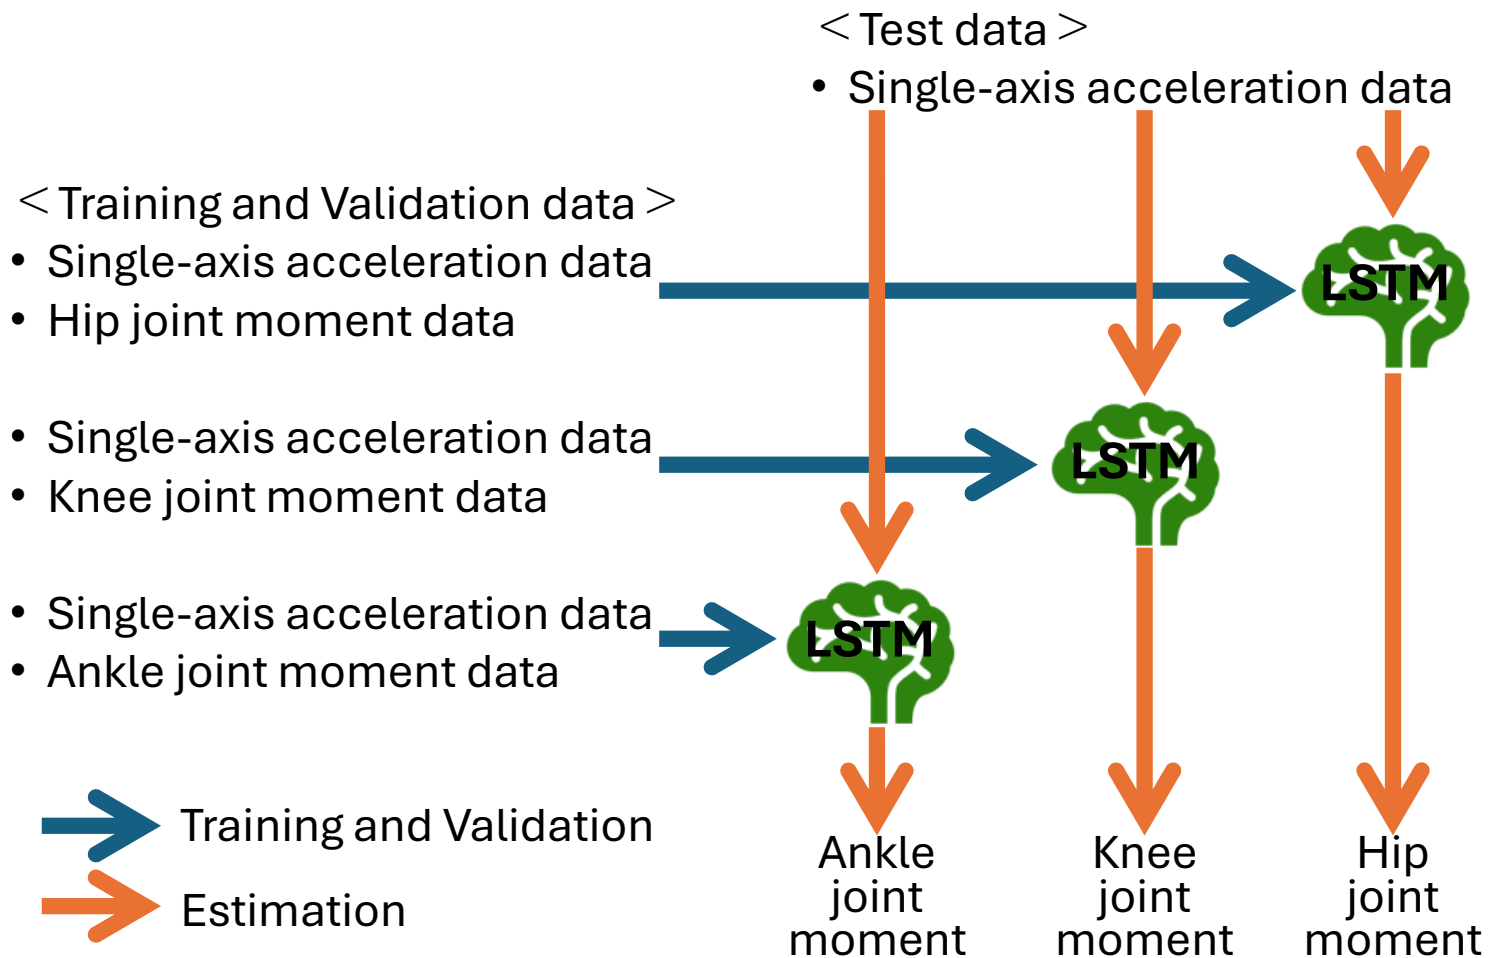 ＜Test data＞
• Single-axis acceleration data
＜Training and Validation data＞
• Single-axis acceleration data
• Hip joint moment data
LSTM
• Single-axis acceleration data
• Knee joint moment data
LSTM
• Single-axis acceleration data
• Ankle joint moment data
LSTM
Training and Validation
Estimation
Ankle
joint
moment
Knee
joint
moment
Hip
joint
moment